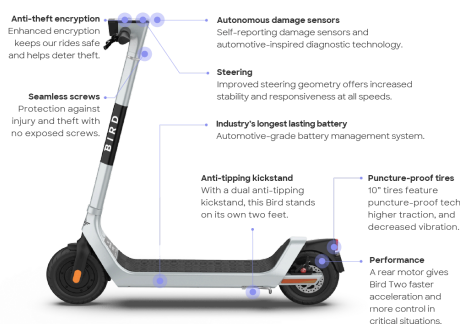 Anti-theft encryption
Enhanced encryption
keeps our rides safe
and helps deter theft.
Autonomous damage sensors
Self-reporting damage sensors and
automotive-inspired diagnostic technology.
Steering
Improved steering geometry offers increased
stability and responsiveness at all speeds.
Seamless screws
Protection against
injury and theft with
no exposed screws.
Industry's longest lasting battery
Automotive-grade battery management system.
BIRD
Anti-tipping kickstand
With a dual anti-tipping
kickstand, this Bird stands
on its own two feet.
Puncture-proof tires
10" tires feature
puncture-proof tech
higher traction, and
decreased vibration.
Performance
A rear motor gives
Bird Two faster
acceleration and
more control in
critical situations.